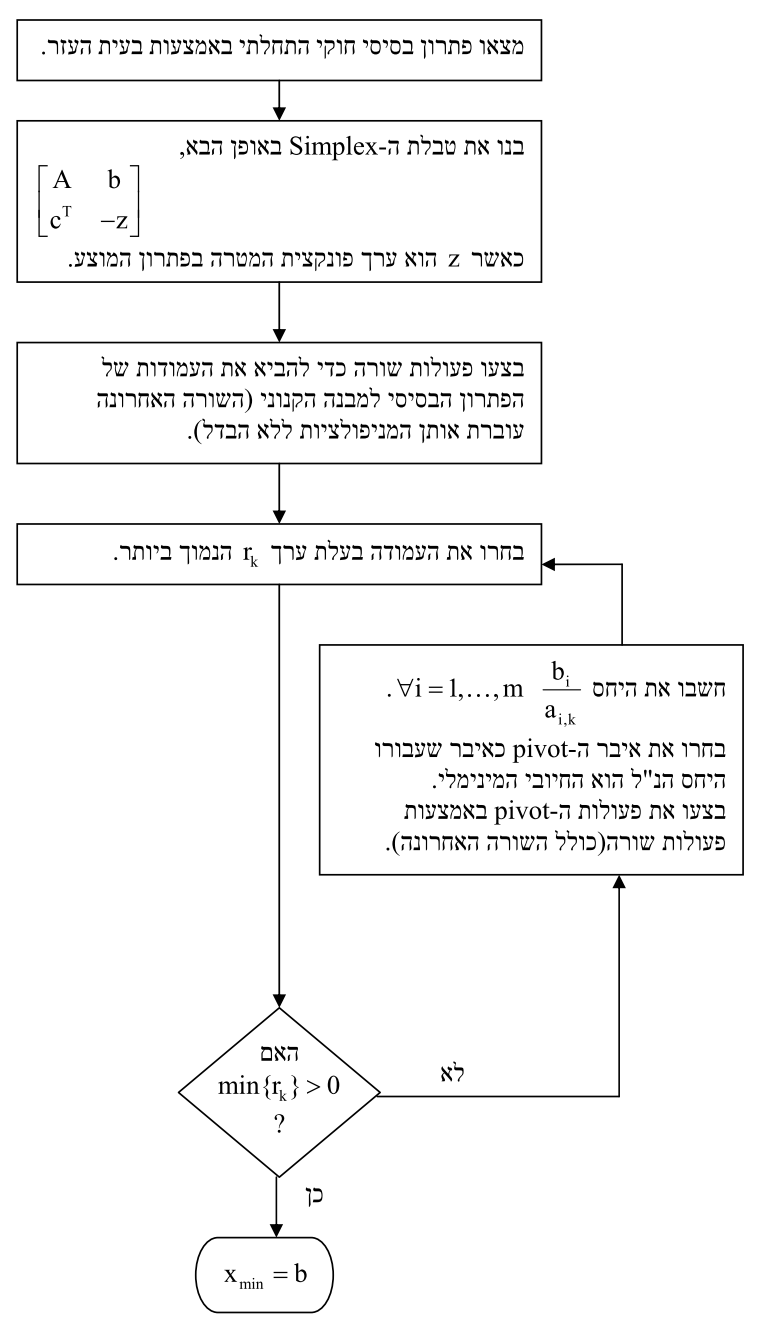 מצאו פתרון בסיסי חוקי התחלתי באמצעות בעית העזר.
בנו את טבלת ה-Simplex באופן הבא,
A b
c^T −z
כאשר z הוא ערך פונקצית המטרה בפתרון המוצע.
בצעו פעולות שורה כדי להביא את העמודות של
הפתרון הבסיסי למבנה הקנוני (השורה האחרונה
עוברת אותן המניפולציות ללא הבדל).
בחרו את העמודה בעלת ערך r_k הנמוך ביותר.
חשבו את היחס b_i/a_{i,k} ∀i = 1,…,m .
בחרו את איבר ה-pivot כאיבר שעבורו
היחס הנ"ל הוא החיובי המינימלי.
בצעו את פעולות ה-pivot באמצעות
פעולות שורה(כולל השורה האחרונה).
האם
min{r_k} > 0
?
לא
כן
x_min = b